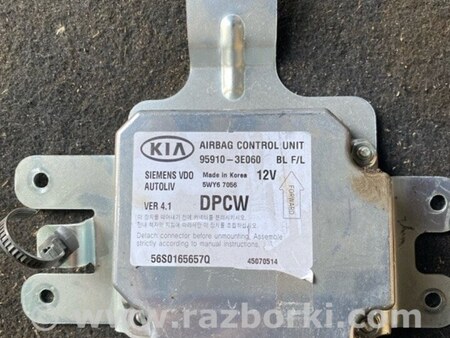 KIA AIRBAG CONTROL UNIT
95910-3E060 BL F/L
SIEMENS VDO Made in Korea 12V
AUTOLIV 5WY6 7056
FORWARD
VER 4.1 DPCW
Detach connector before unmounting. Assemble
strictly according to manual instructions.
56S0165657Q 45070514
www.razborki.com